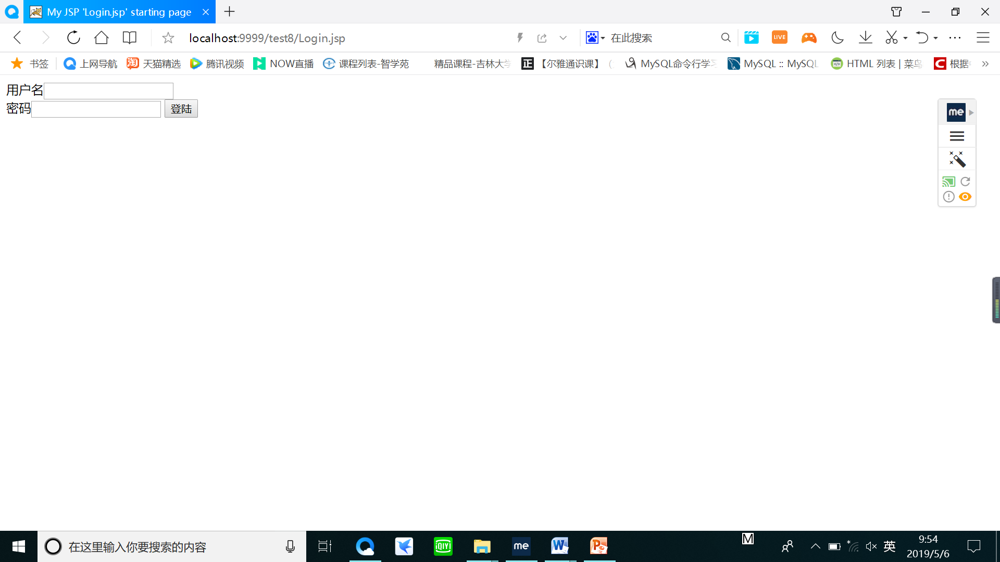 My JSP 'Login.jsp' starting page
localhost:9999/test8/Login.jsp
在此搜索
LIVE
书签
上网导航
淘
天猫精选
腾讯视频
NOW直播
课程列表-智学苑
精品课程-吉林大学
正
【尔雅通识课】
MySQL命令行学习
MySQL :: MySQL
HTML 列表 | 菜鸟
C
根据
用户名
密码 登陆
me
在这里输入你要搜索的内容
iQIYI
me
W
P
M
英
9:54
2019/5/6